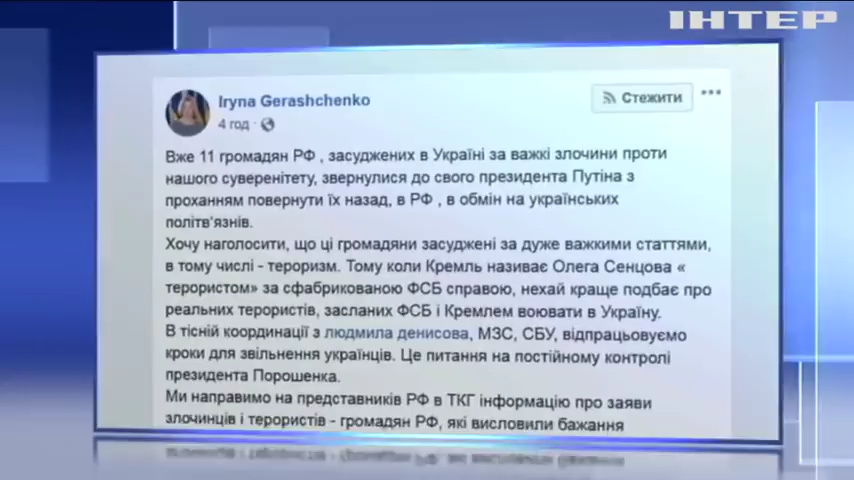 ІНТЕР
Iryna Gerashchenko
Стежити
4 год ·
Вже 11 громадян РФ , засуджених в Україні за важкі злочини проти
нашого суверенітету, звернулися до свого президента Путіна з
проханням повернути їх назад, в РФ , в обмін на українських
політв'язнів.
Хочу наголосити, що ці громадяни засуджені за дуже важкими статтями,
в тому числі - тероризм. Тому коли Кремль називає Олега Сенцова «
терористом» за сфабрикованою ФСБ справою, нехай краще подбає про
реальних терористів, засланих ФСБ і Кремлем воювати в Україну.
В тісній координації з людмила денисова, МЗС, СБУ, відпрацьовуємо
кроки для звільнення українців. Це питання на постійному контролі
президента Порошенка.
Ми направимо на представників РФ в ТКГ інформацію про заяви
злочинців і терористів - громадян РФ, які висловили бажання